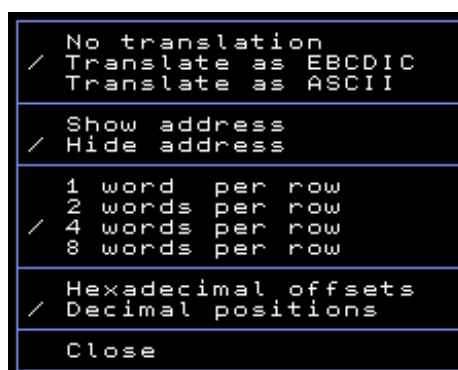 No translation
/ Translate as EBCDIC
Translate as ASCII
Show address
/ Hide address
1 word per row
2 words per row
/ 4 words per row
8 words per row
Hexadecimal offsets
/ Decimal positions
Close